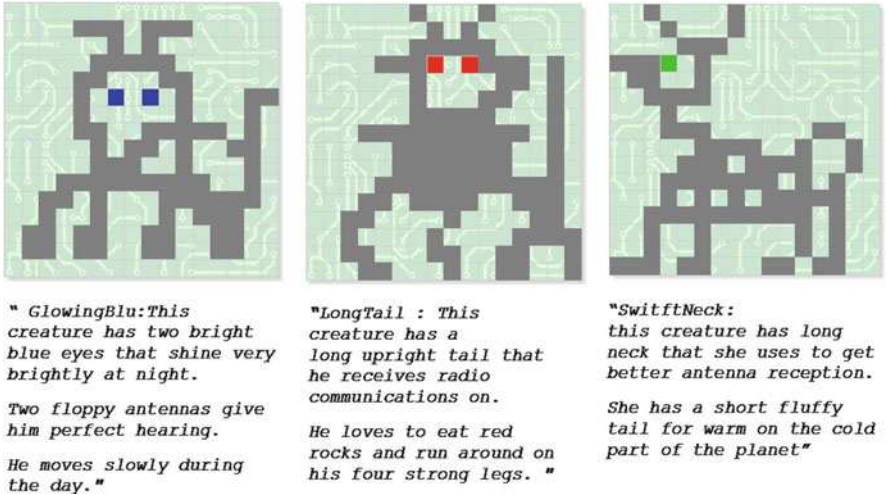 " GlowingBlu:This
creature has two bright
blue eyes that shine very
brightly at night.
Two floppy antennas give
him perfect hearing.
He moves slowly during
the day."
"LongTail : This
creature has a
long upright tail that
he receives radio
communications on.
He loves to eat red
rocks and run around on
his four strong legs. "
"SwitftNeck:
this creature has long
neck that she uses to get
better antenna reception.
She has a short fluffy
tail for warm on the cold
part of the planet"